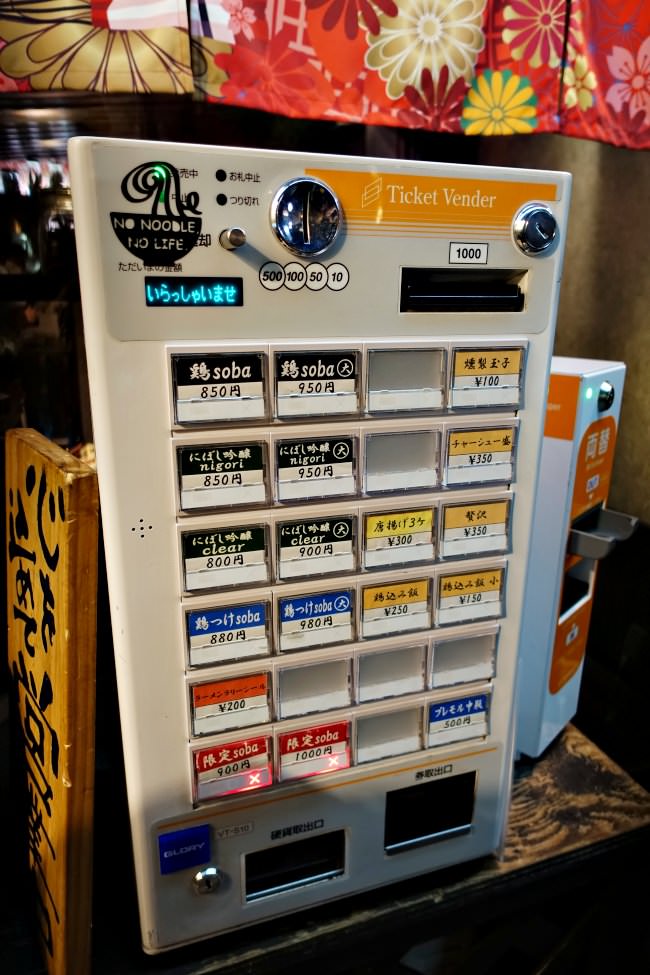 お札中止
つり切れ
NO NOODLE,
NO LIFE.
ただいまの金額
いらっしゃいませ
500 100 50 10
Ticket Vender
1000
鶏soba
850円
鶏soba 大
950円
燻製玉子
¥100
にぼし吟醸
nigori
850円
にぼし吟醸 大
nigori
950円
チャーシュー盛
¥350
にぼし吟醸
clear
800円
にぼし吟醸 大
clear
900円
唐揚げ3ヶ
¥300
贅沢
¥350
鶏つけsoba
880円
鶏つけsoba 大
980円
鶏込み飯
¥250
鶏込み飯 小
¥150
ラーメンラリーシール
¥200
限定soba
900円
限定soba
1000円
プレモル中瓶
500円
GLORY
VT-S10
硬貨取出口
券取出口
両替